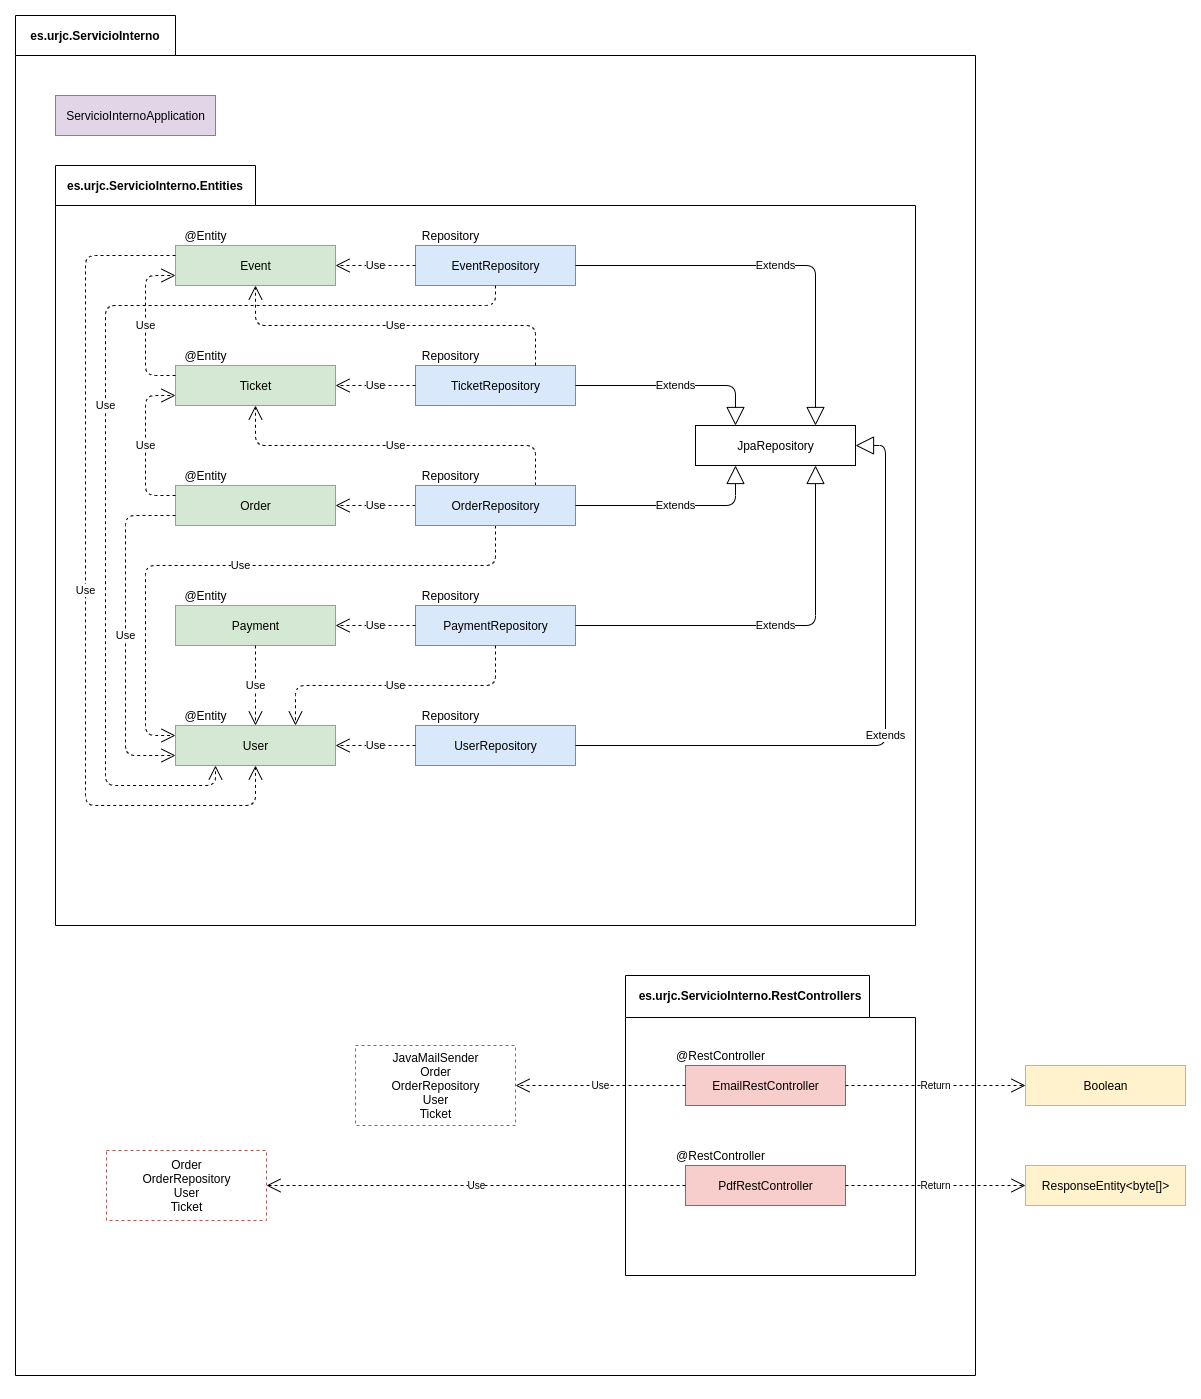 es.urjc.ServicioInterno
ServicioInternoApplication
es.urjc.ServicioInterno.Entities
@Entity
Repository
Event
Use
EventRepository
Extends
Use
Use
@Entity
Repository
Ticket
Use
TicketRepository
Extends
Use
Use
Use
JpaRepository
@Entity
Repository
Order
Use
OrderRepository
Extends
Use
Use
@Entity
Repository
Payment
Use
PaymentRepository
Extends
Use
Use
Use
@Entity
Repository
User
Use
UserRepository
Extends
es.urjc.ServicioInterno.RestControllers
JavaMailSender
Order
OrderRepository
User
Ticket
Use
@RestController
EmailRestController
Return
Boolean
Order
OrderRepository
User
Ticket
Use
@RestController
PdfRestController
Return
ResponseEntity<byte[]>